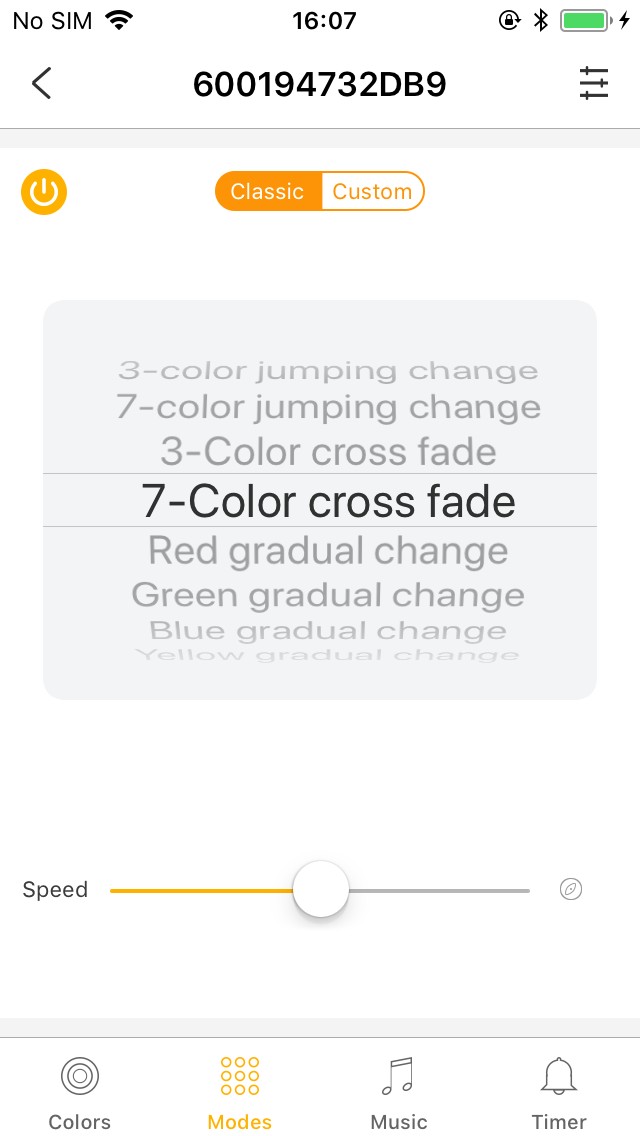 No SIM 16:07
600194732DB9
Classic Custom
3-color jumping change
7-color jumping change
3-Color cross fade
7-Color cross fade
Red gradual change
Green gradual change
Blue gradual change
Yellow gradual change
Speed
Colors Modes Music Timer